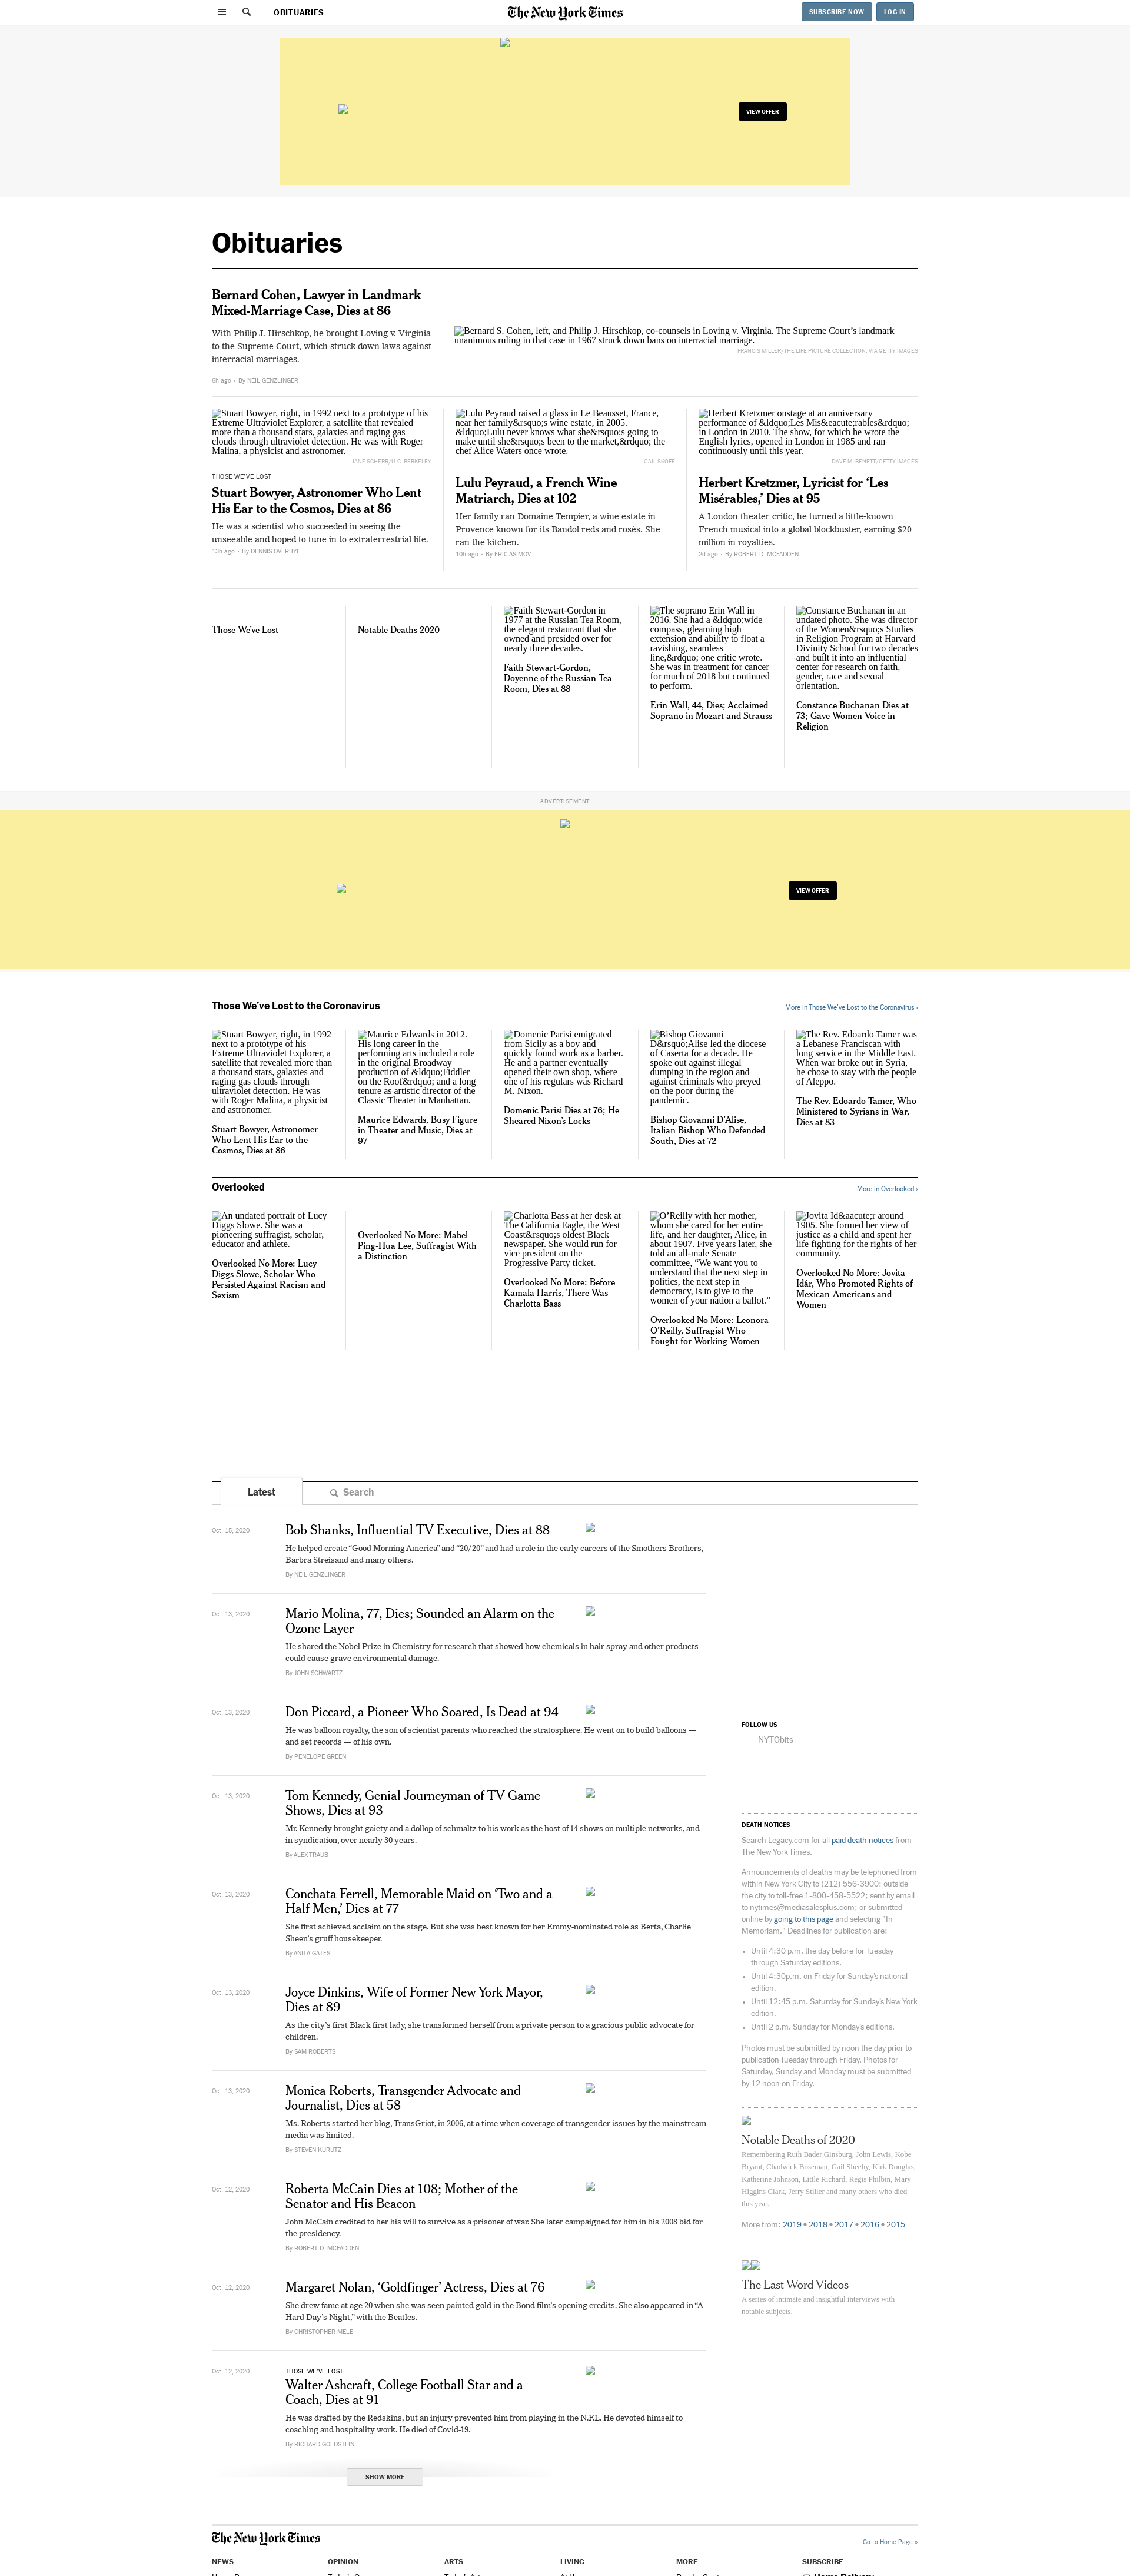 OBITUARIES
The New York Times
SUBSCRIBE NOW
LOG IN
VIEW OFFER
Obituaries
Bernard Cohen, Lawyer in Landmark
Mixed-Marriage Case, Dies at 86
With Philip J. Hirschkop, he brought Loving v. Virginia
to the Supreme Court, which struck down laws against
interracial marriages.
6h ago • By NEIL GENZLINGER
Bernard S. Cohen, left, and Philip J. Hirschkop, co-counsels in Loving v. Virginia. The Supreme Court’s landmark
unanimous ruling in that case in 1967 struck down bans on interracial marriage.
FRANCIS MILLER/THE LIFE PICTURE COLLECTION, VIA GETTY IMAGES
Stuart Bowyer, right, in 1992 next to a prototype of his
Extreme Ultraviolet Explorer, a satellite that revealed
more than a thousand stars, galaxies and raging gas
clouds through ultraviolet detection. He was with Roger
Malina, a physicist and astronomer.
JANE SCHERR/U.C. BERKELEY
THOSE WE’VE LOST
Stuart Bowyer, Astronomer Who Lent
His Ear to the Cosmos, Dies at 86
He was a scientist who succeeded in seeing the
unseeable and hoped to tune in to extraterrestrial life.
13h ago • By DENNIS OVERBYE
Lulu Peyraud raised a glass in Le Beausset, France,
near her family&rsquo;s wine estate, in 2005.
&ldquo;Lulu never knows what she&rsquo;s going to
make until she&rsquo;s been to the market,&rdquo; the
chef Alice Waters once wrote.
GAIL SKOFF
Lulu Peyraud, a French Wine
Matriarch, Dies at 102
Her family ran Domaine Tempier, a wine estate in
Provence known for its Bandol reds and rosés. She
ran the kitchen.
10h ago • By ERIC ASIMOV
Herbert Kretzmer onstage at an anniversary
performance of &ldquo;Les Mis&eacute;rables&rdquo;
in London in 2010. The show, for which he wrote the
English lyrics, opened in London in 1985 and ran
continuously until this year.
DAVE M. BENETT/GETTY IMAGES
Herbert Kretzmer, Lyricist for ‘Les
Misérables,’ Dies at 95
A London theater critic, he turned a little-known
French musical into a global blockbuster, earning $20
million in royalties.
2d ago • By ROBERT D. MCFADDEN
Those We’ve Lost
Notable Deaths 2020
Faith Stewart-Gordon in
1977 at the Russian Tea Room,
the elegant restaurant that she
owned and presided over for
nearly three decades.
Faith Stewart-Gordon,
Doyenne of the Russian Tea
Room, Dies at 88
The soprano Erin Wall in
2016. She had a &ldquo;wide
compass, gleaming high
extension and ability to float a
ravishing, seamless
line,&rdquo; one critic wrote.
She was in treatment for cancer
for much of 2018 but continued
to perform.
Erin Wall, 44, Dies; Acclaimed
Soprano in Mozart and Strauss
Constance Buchanan in an
undated photo. She was director
of the Women&rsquo;s Studies
in Religion Program at Harvard
Divinity School for two decades
and built it into an influential
center for research on faith,
gender, race and sexual
orientation.
Constance Buchanan Dies at
73; Gave Women Voice in
Religion
ADVERTISEMENT
VIEW OFFER
Those We’ve Lost to the Coronavirus
More in Those We’ve Lost to the Coronavirus ›
Stuart Bowyer, right, in 1992
next to a prototype of his
Extreme Ultraviolet Explorer, a
satellite that revealed more than
a thousand stars, galaxies and
raging gas clouds through
ultraviolet detection. He was
with Roger Malina, a physicist
and astronomer.
Stuart Bowyer, Astronomer
Who Lent His Ear to the
Cosmos, Dies at 86
Maurice Edwards in 2012.
His long career in the
performing arts included a role
in the original Broadway
production of &ldquo;Fiddler
on the Roof&rdquo; and a long
tenure as artistic director of the
Classic Theater in Manhattan.
Maurice Edwards, Busy Figure
in Theater and Music, Dies at
97
Domenic Parisi emigrated
from Sicily as a boy and
quickly found work as a barber.
He and a partner eventually
opened their own shop, where
one of his regulars was Richard
M. Nixon.
Domenic Parisi Dies at 76; He
Sheared Nixon’s Locks
Bishop Giovanni
D&rsquo;Alise led the diocese
of Caserta for a decade. He
spoke out against illegal
dumping in the region and
against criminals who preyed
on the poor during the
pandemic.
Bishop Giovanni D’Alise,
Italian Bishop Who Defended
South, Dies at 72
The Rev. Edoardo Tamer was
a Lebanese Franciscan with
long service in the Middle East.
When war broke out in Syria,
he chose to stay with the people
of Aleppo.
The Rev. Edoardo Tamer, Who
Ministered to Syrians in War,
Dies at 83
Overlooked
More in Overlooked ›
An undated portrait of Lucy
Diggs Slowe. She was a
pioneering suffragist, scholar,
educator and athlete.
Overlooked No More: Lucy
Diggs Slowe, Scholar Who
Persisted Against Racism and
Sexism
Overlooked No More: Mabel
Ping-Hua Lee, Suffragist With
a Distinction
Charlotta Bass at her desk at
The California Eagle, the West
Coast&rsquo;s oldest Black
newspaper. She would run for
vice president on the
Progressive Party ticket.
Overlooked No More: Before
Kamala Harris, There Was
Charlotta Bass
O’Reilly with her mother,
whom she cared for her entire
life, and her daughter, Alice, in
about 1907. Five years later, she
told an all-male Senate
committee, “We want you to
understand that the next step in
politics, the next step in
democracy, is to give to the
women of your nation a ballot.”
Overlooked No More: Leonora
O’Reilly, Suffragist Who
Fought for Working Women
Jovita Id&aacute;r around
1905. She formed her view of
justice as a child and spent her
life fighting for the rights of her
community.
Overlooked No More: Jovita
Idár, Who Promoted Rights of
Mexican-Americans and
Women
Latest
Search
Oct. 15, 2020
Bob Shanks, Influential TV Executive, Dies at 88
He helped create “Good Morning America” and “20/20” and had a role in the early careers of the Smothers Brothers,
Barbra Streisand and many others.
By NEIL GENZLINGER
Oct. 13, 2020
Mario Molina, 77, Dies; Sounded an Alarm on the
Ozone Layer
He shared the Nobel Prize in Chemistry for research that showed how chemicals in hair spray and other products
could cause grave environmental damage.
By JOHN SCHWARTZ
Oct. 13, 2020
Don Piccard, a Pioneer Who Soared, Is Dead at 94
He was balloon royalty, the son of scientist parents who reached the stratosphere. He went on to build balloons —
and set records — of his own.
By PENELOPE GREEN
Oct. 13, 2020
Tom Kennedy, Genial Journeyman of TV Game
Shows, Dies at 93
Mr. Kennedy brought gaiety and a dollop of schmaltz to his work as the host of 14 shows on multiple networks, and
in syndication, over nearly 30 years.
By ALEX TRAUB
Oct. 13, 2020
Conchata Ferrell, Memorable Maid on ‘Two and a
Half Men,’ Dies at 77
She first achieved acclaim on the stage. But she was best known for her Emmy-nominated role as Berta, Charlie
Sheen’s gruff housekeeper.
By ANITA GATES
Oct. 13, 2020
Joyce Dinkins, Wife of Former New York Mayor,
Dies at 89
As the city’s first Black first lady, she transformed herself from a private person to a gracious public advocate for
children.
By SAM ROBERTS
Oct. 13, 2020
Monica Roberts, Transgender Advocate and
Journalist, Dies at 58
Ms. Roberts started her blog, TransGriot, in 2006, at a time when coverage of transgender issues by the mainstream
media was limited.
By STEVEN KURUTZ
Oct. 12, 2020
Roberta McCain Dies at 108; Mother of the
Senator and His Beacon
John McCain credited to her his will to survive as a prisoner of war. She later campaigned for him in his 2008 bid for
the presidency.
By ROBERT D. MCFADDEN
Oct. 12, 2020
Margaret Nolan, ‘Goldfinger’ Actress, Dies at 76
She drew fame at age 20 when she was seen painted gold in the Bond film’s opening credits. She also appeared in “A
Hard Day’s Night,” with the Beatles.
By CHRISTOPHER MELE
Oct. 12, 2020
THOSE WE’VE LOST
Walter Ashcraft, College Football Star and a
Coach, Dies at 91
He was drafted by the Redskins, but an injury prevented him from playing in the N.F.L. He devoted himself to
coaching and hospitality work. He died of Covid-19.
By RICHARD GOLDSTEIN
SHOW MORE
FOLLOW US
NYTObits
DEATH NOTICES
Search Legacy.com for all paid death notices from
The New York Times.
Announcements of deaths may be telephoned from
within New York City to (212) 556-3900; outside
the city to toll-free 1-800-458-5522; sent by email
to nytimes@mediasalesplus.com; or submitted
online by going to this page and selecting "In
Memoriam." Deadlines for publication are:
• Until 4:30 p.m. the day before for Tuesday
through Saturday editions.
• Until 4:30p.m. on Friday for Sunday’s national
edition.
• Until 12:45 p.m. Saturday for Sunday’s New York
edition.
• Until 2 p.m. Sunday for Monday’s editions.
Photos must be submitted by noon the day prior to
publication Tuesday through Friday. Photos for
Saturday, Sunday and Monday must be submitted
by 12 noon on Friday.
Notable Deaths of 2020
Remembering Ruth Bader Ginsburg, John Lewis, Kobe
Bryant, Chadwick Boseman, Gail Sheehy, Kirk Douglas,
Katherine Johnson, Little Richard, Regis Philbin, Mary
Higgins Clark, Jerry Stiller and many others who died
this year.
More from: 2019 • 2018 • 2017 • 2016 • 2015
The Last Word Videos
A series of intimate and insightful interviews with
notable subjects.
The New York Times
Go to Home Page »
NEWS
OPINION
ARTS
LIVING
MORE
SUBSCRIBE